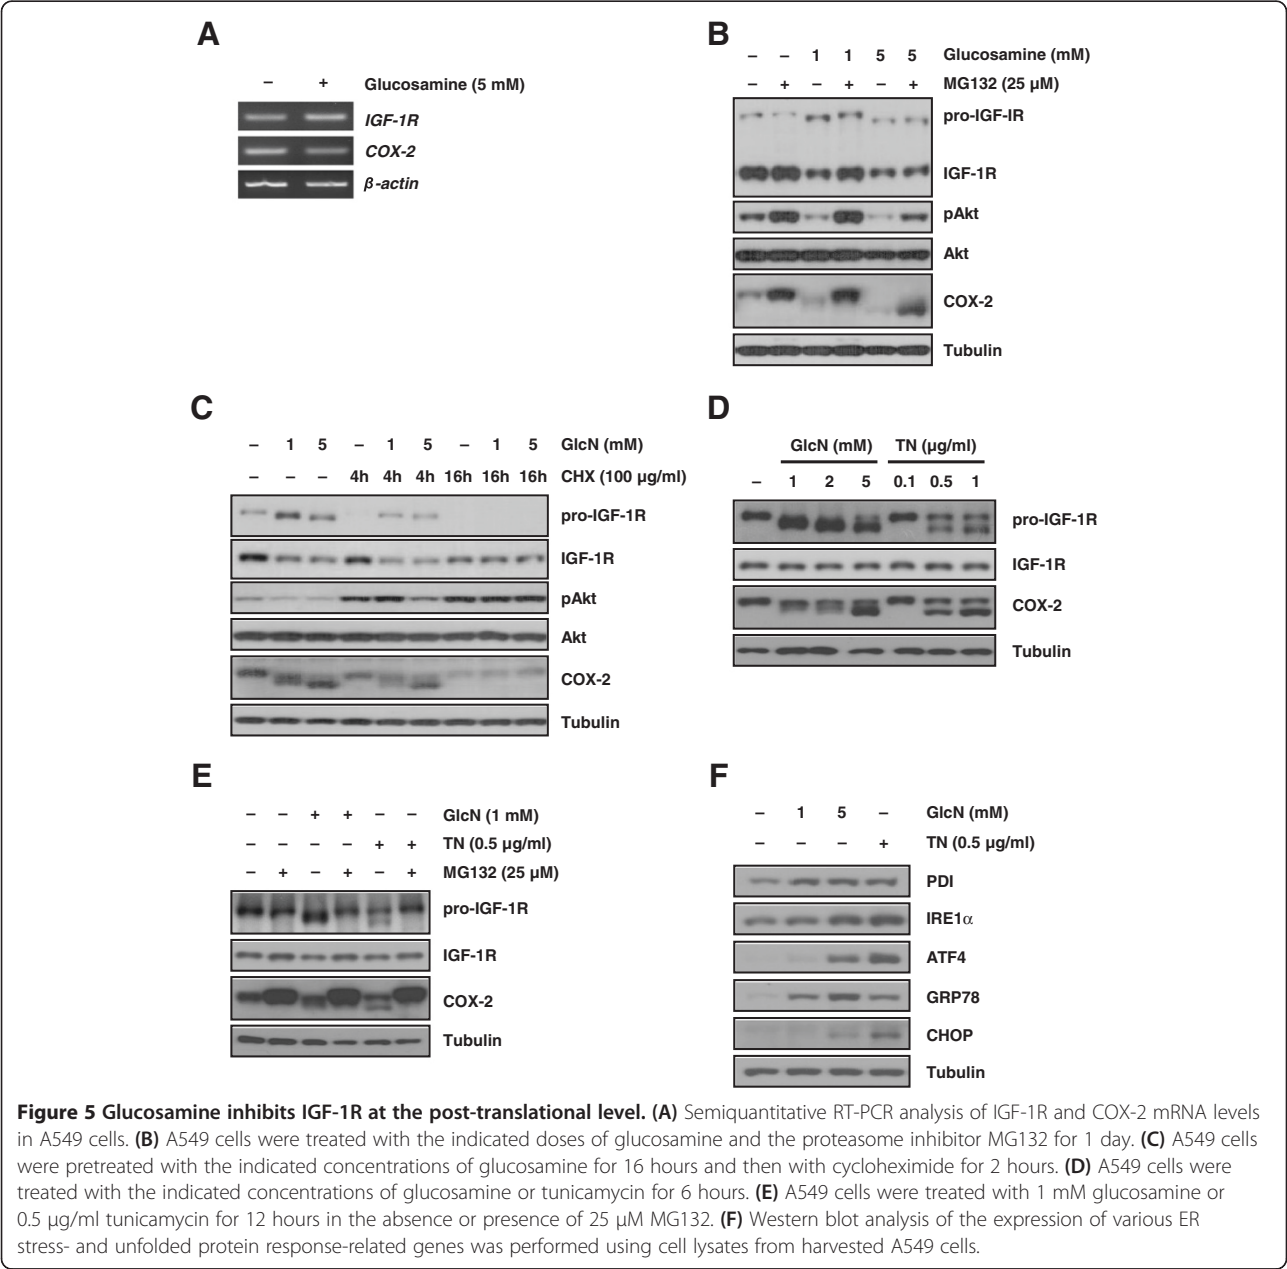 A
– + Glucosamine (5 mM)
IGF-1R
COX-2
β-actin
B
– – 1 1 5 5 Glucosamine (mM)
– + – + – + MG132 (25 µM)
pro-IGF-IR
IGF-1R
pAkt
Akt
COX-2
Tubulin
C
– 1 5 – 1 5 – 1 5 GlcN (mM)
– – – 4h 4h 4h 16h 16h 16h CHX (100 µg/ml)
pro-IGF-1R
IGF-1R
pAkt
Akt
COX-2
Tubulin
D
GlcN (mM) TN (µg/ml)
– 1 2 5 0.1 0.5 1
pro-IGF-1R
IGF-1R
COX-2
Tubulin
E
– – + + – – GlcN (1 mM)
– – – – + + TN (0.5 µg/ml)
– + – + – + MG132 (25 µM)
pro-IGF-1R
IGF-1R
COX-2
Tubulin
F
– 1 5 – GlcN (mM)
– – – + TN (0.5 µg/ml)
PDI
IRE1α
ATF4
GRP78
CHOP
Tubulin
Figure 5 Glucosamine inhibits IGF-1R at the post-translational level. (A) Semiquantitative RT-PCR analysis of IGF-1R and COX-2 mRNA levels
in A549 cells. (B) A549 cells were treated with the indicated doses of glucosamine and the proteasome inhibitor MG132 for 1 day. (C) A549 cells
were pretreated with the indicated concentrations of glucosamine for 16 hours and then with cycloheximide for 2 hours. (D) A549 cells were
treated with the indicated concentrations of glucosamine or tunicamycin for 6 hours. (E) A549 cells were treated with 1 mM glucosamine or
0.5 µg/ml tunicamycin for 12 hours in the absence or presence of 25 µM MG132. (F) Western blot analysis of the expression of various ER
stress- and unfolded protein response-related genes was performed using cell lysates from harvested A549 cells.